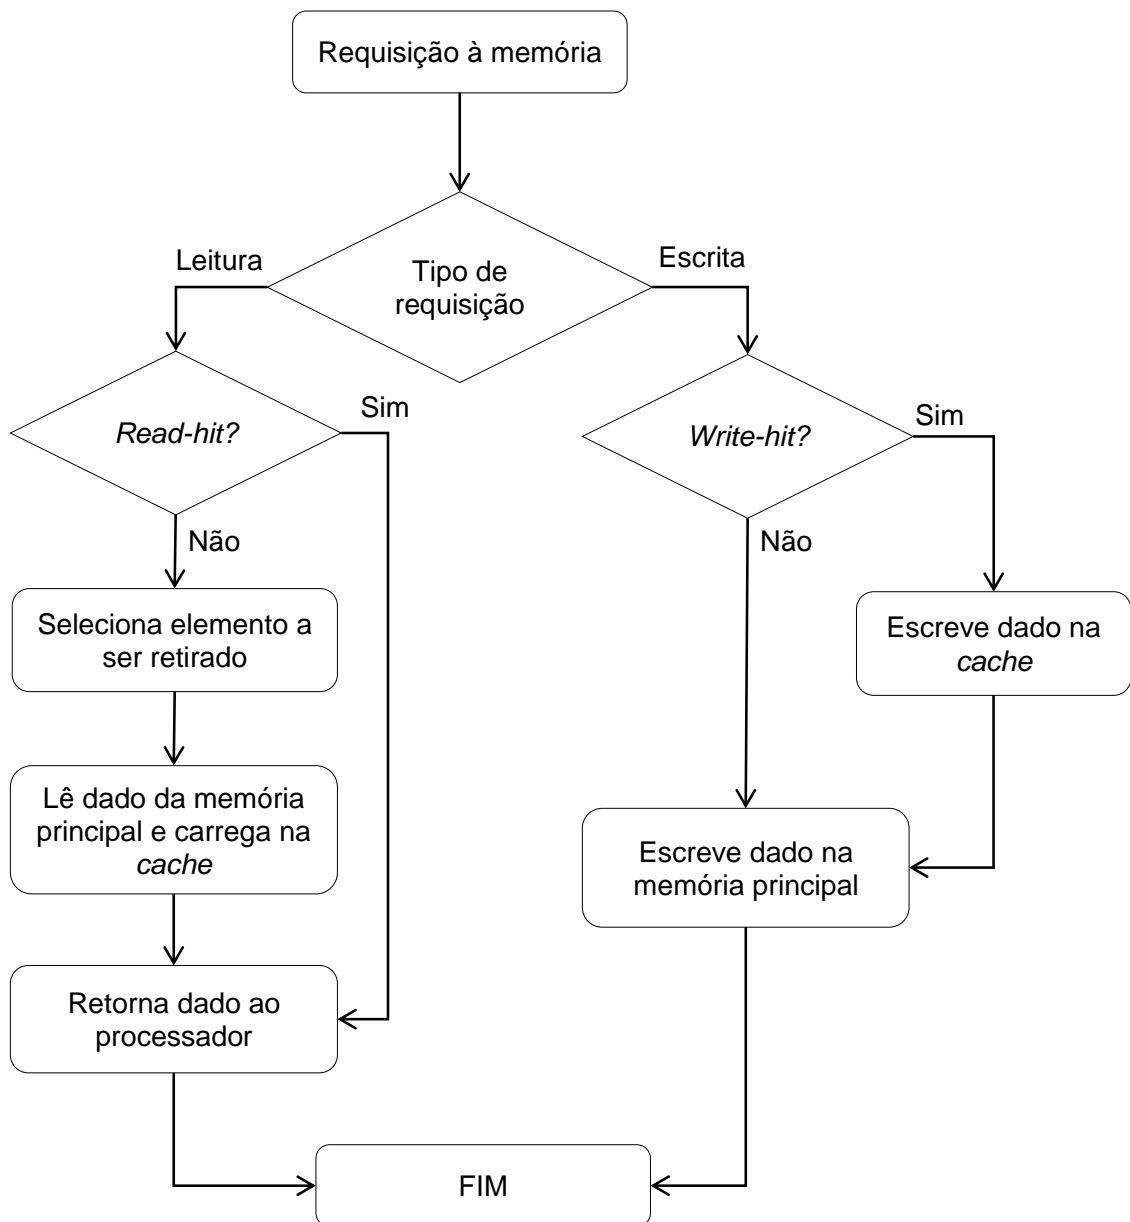 Requisição à memória
Leitura
Escrita
Tipo de
requisição
Read-hit?
Sim
Write-hit?
Sim
Não
Não
Seleciona elemento a
ser retirado
Escreve dado na
cache
Lê dado da memória
principal e carrega na
cache
Escreve dado na
memória principal
Retorna dado ao
processador
FIM